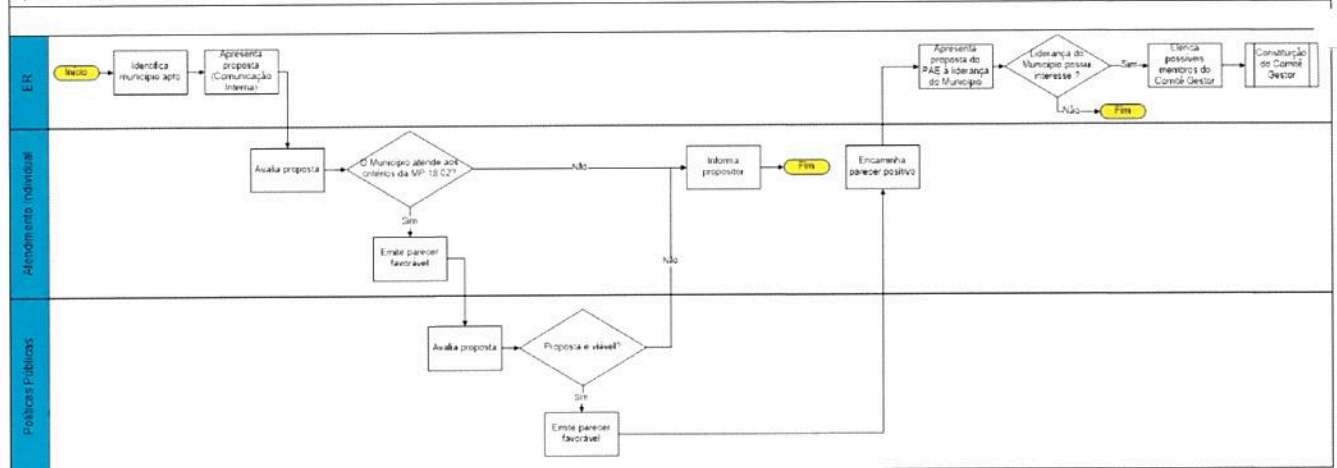 ER
Início
Identifica
município apto
Apresenta
proposta
(Comunicação
Interna)
Apresenta
proposta do
PAE à liderança
do Município
Liderança do
Município possui
interesse ?
Sim
Não
Fim
Elenca
possíveis
membros do
Comitê Gestor
Constituição
do Comitê
Gestor
Atendimento Individual
Avalia proposta
O Município atende aos
critérios da MP 18.02?
Não
Sim
Emite parecer
favorável
Informa
propositor
Fim
Encaminha
parecer positivo
Não
Políticas Públicas
Avalia proposta
Proposta é viável?
Sim
Emite parecer
favorável